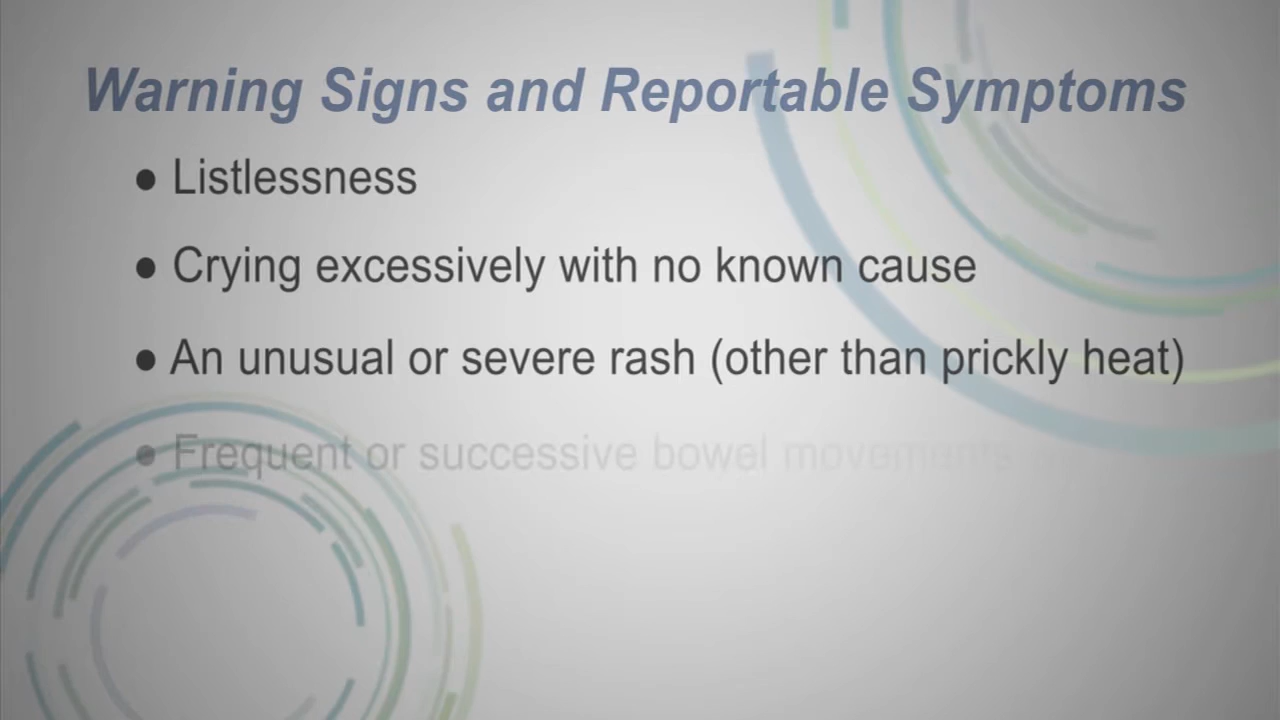 Warning Signs and Reportable Symptoms
● Listlessness
● Crying excessively with no known cause
● An unusual or severe rash (other than prickly heat)
● Frequent or successive bowel movements